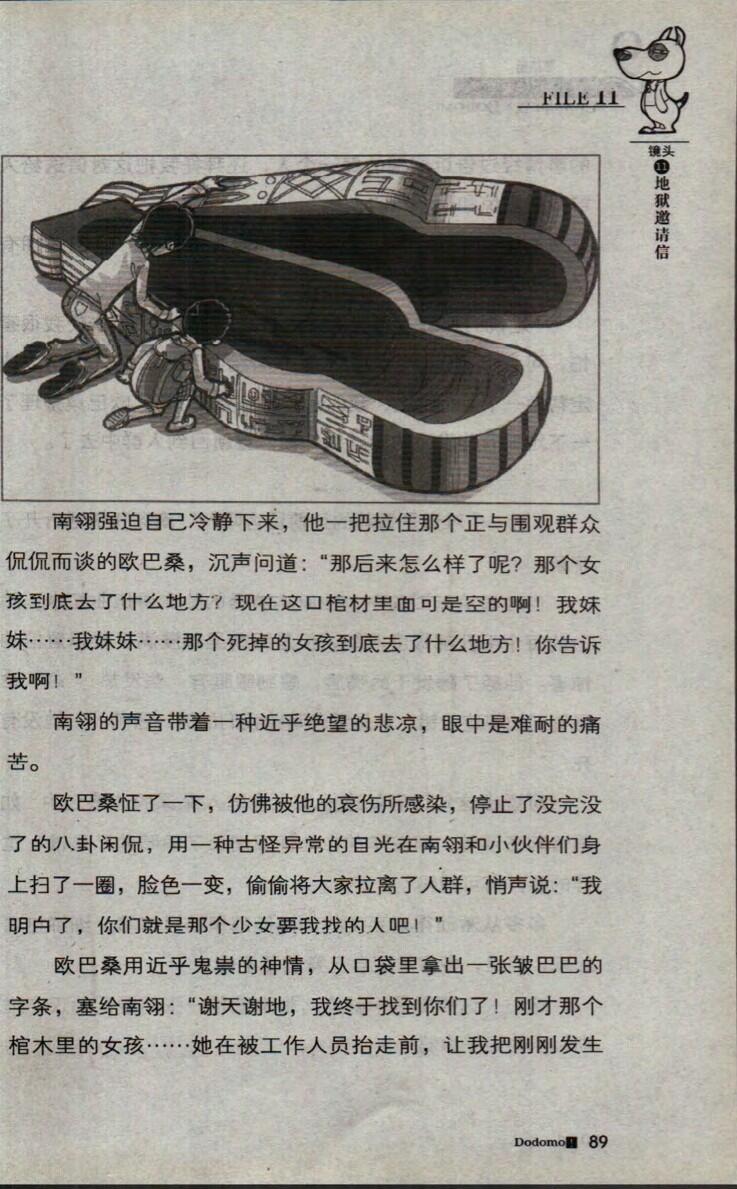 FILE 11
镜头
11
地狱邀请信
南翎强迫自己冷静下来，他一把拉住那个正与围观群众
侃侃而谈的欧巴桑，沉声问道：“那后来怎么样了呢？那个女
孩到底去了什么地方？现在这口棺材里面可是空的啊！我妹
妹……我妹妹……那个死掉的女孩到底去了什么地方！你告诉
我啊！”
南翎的声音带着一种近乎绝望的悲凉，眼中是难耐的痛
苦。
欧巴桑怔了一下，仿佛被他的哀伤所感染，停止了没完没
了的八卦闲侃，用一种古怪异常的目光在南翎和小伙伴们身
上扫了一圈，脸色一变，偷偷将大家拉离了人群，悄声说：“我
明白了，你们就是那个少女要我找的人吧！”
欧巴桑用近乎鬼祟的神情，从口袋里拿出一张皱巴巴的
字条，塞给南翎：“谢天谢地，我终于找到你们了！刚才那个
棺木里的女孩……她在被工作人员抬走前，让我把刚刚发生
Dodomo! 89